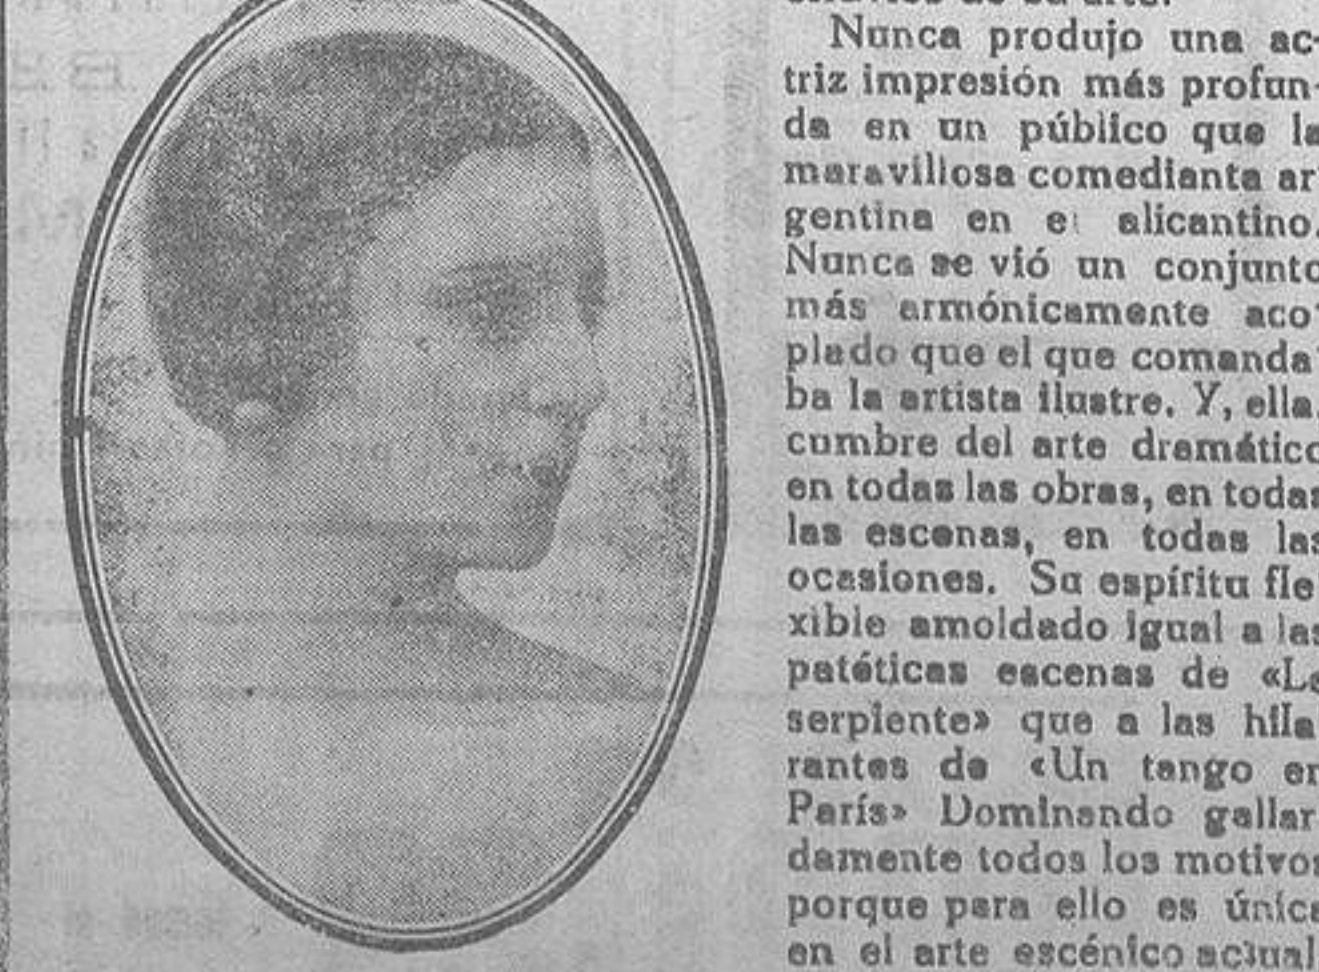 Nunca produjo una ac-
triz impresión más profun-
da en un público que la
maravillosa comedianta ar
gentina en el alicantino.
Nunca se vió un conjunto
más armónicamente aco
plado que el que comanda
ba la artista ilustre. Y, ella,
cumbre del arte dramático
en todas las obras, en todas
las escenas, en todas las
ocasiones. Su espíritu fle
xible amoldado igual a las
patéticas escenas de «La
serpiente» que a las hila
rantes de «Un tango en
París» Dominando gallar
damente todos los motivos
porque para ello es única
en el arte escénico actual